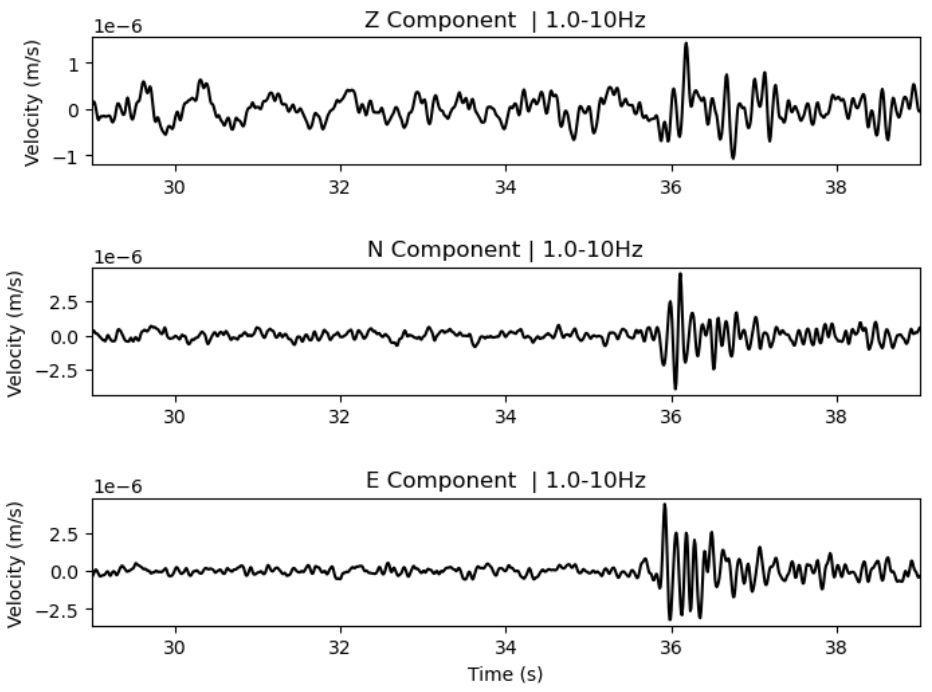 Z Component | 1.0-10Hz
1e−6
Velocity (m/s)
1
0
−1
30 32 34 36 38
N Component | 1.0-10Hz
1e−6
Velocity (m/s)
2.5
0.0
−2.5
30 32 34 36 38
E Component | 1.0-10Hz
1e−6
Velocity (m/s)
2.5
0.0
−2.5
30 32 34 36 38
Time (s)